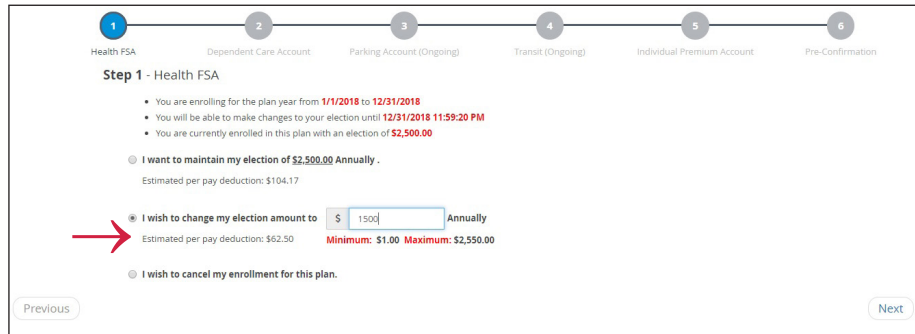 1 2 3 4 5 6
Health FSA Dependent Care Account Parking Account (Ongoing) Transit (Ongoing) Individual Premium Account Pre-Confirmation
Step 1 - Health FSA
• You are enrolling for the plan year from 1/1/2018 to 12/31/2018
• You will be able to make changes to your election until 12/31/2018 11:59:20 PM
• You are currently enrolled in this plan with an election of $2,500.00
I want to maintain my election of $2,500.00 Annually .
Estimated per pay deduction: $104.17
I wish to change my election amount to $ 1500 Annually
Estimated per pay deduction: $62.50 Minimum: $1.00 Maximum: $2,550.00
I wish to cancel my enrollment for this plan.
Previous Next